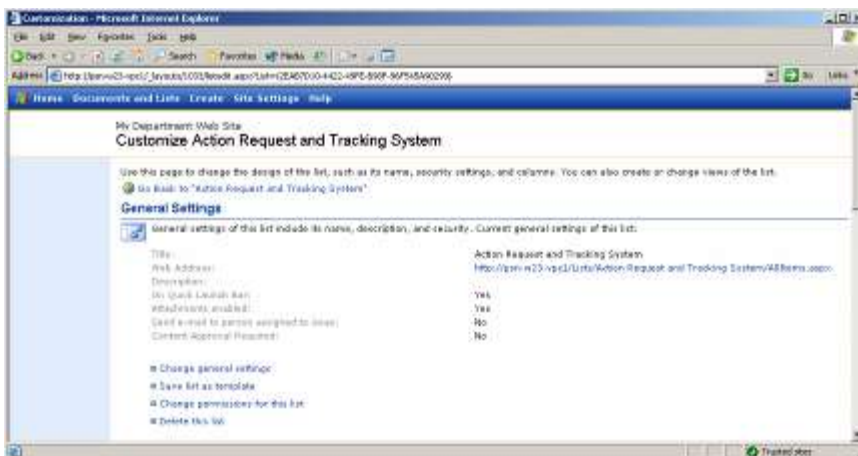 Customization - Microsoft Internet Explorer
File Edit View Favorites Tools Help
Back Search Favorites Media
Address Go Links
Home Documents and Lists Create Site Settings Help
My Department Web Site
Customize Action Request and Tracking System
Use this page to change the design of the list, such as its name, security settings, and columns. You can also create or change views of the list.
Go Back to "Action Request and Tracking System"
General Settings
General settings of this list include its name, description, and security. Current general settings of this list:
Title: Action Request and Tracking System
Web Address: Request and Tracking System/AllItems.aspx
Description:
On Quick Launch Bar: Yes
Attachments enabled: Yes
Send e-mail to person assigned to issue: No
Content Approval Required: No
Change general settings
Save list as template
Change permissions for this list
Delete this list
Trusted sites